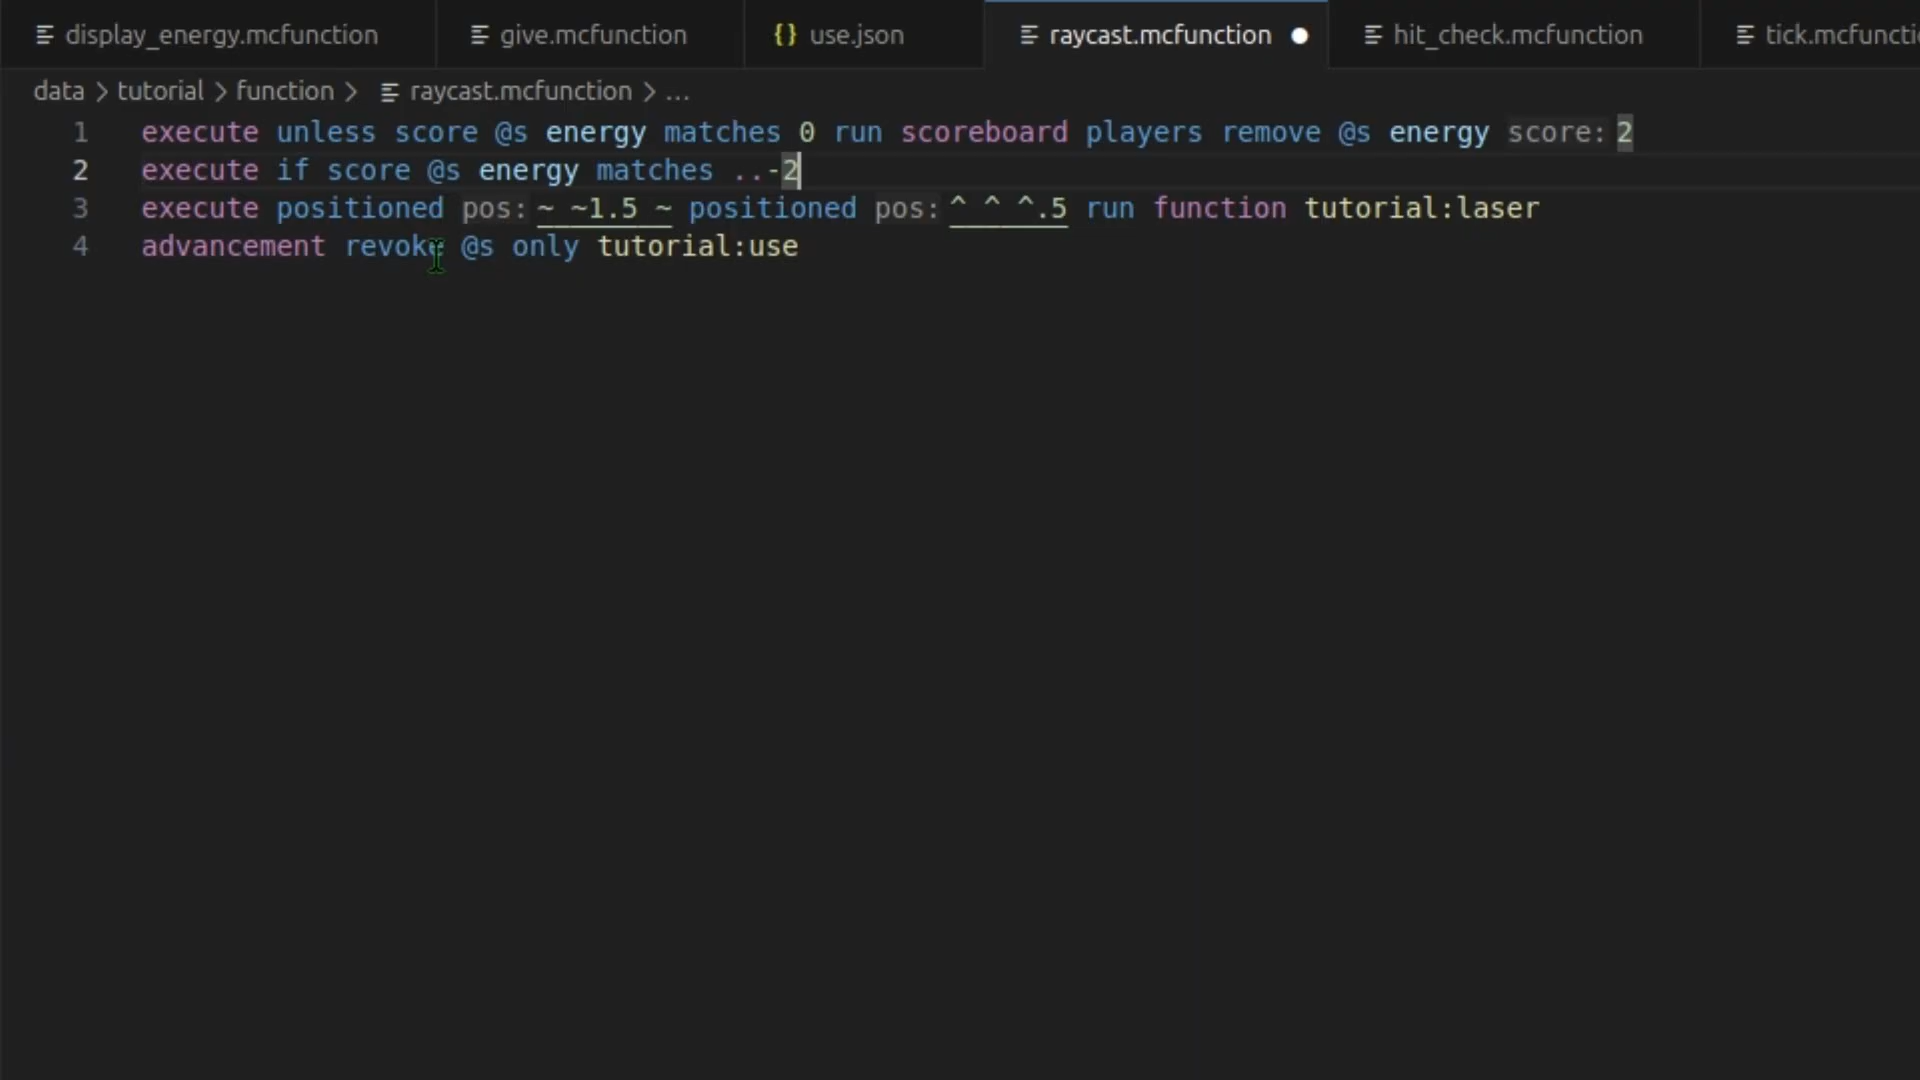 display_energy.mcfunction give.mcfunction {} use.json raycast.mcfunction hit_check.mcfunction tick.mcfuncti
data > tutorial > function > raycast.mcfunction > ...
1 execute unless score @s energy matches 0 run scoreboard players remove @s energy score: 2
2 execute if score @s energy matches ..-2
3 execute positioned pos: ~ ~1.5 ~ positioned pos: ^ ^ ^.5 run function tutorial:laser
4 advancement revoke @s only tutorial:use